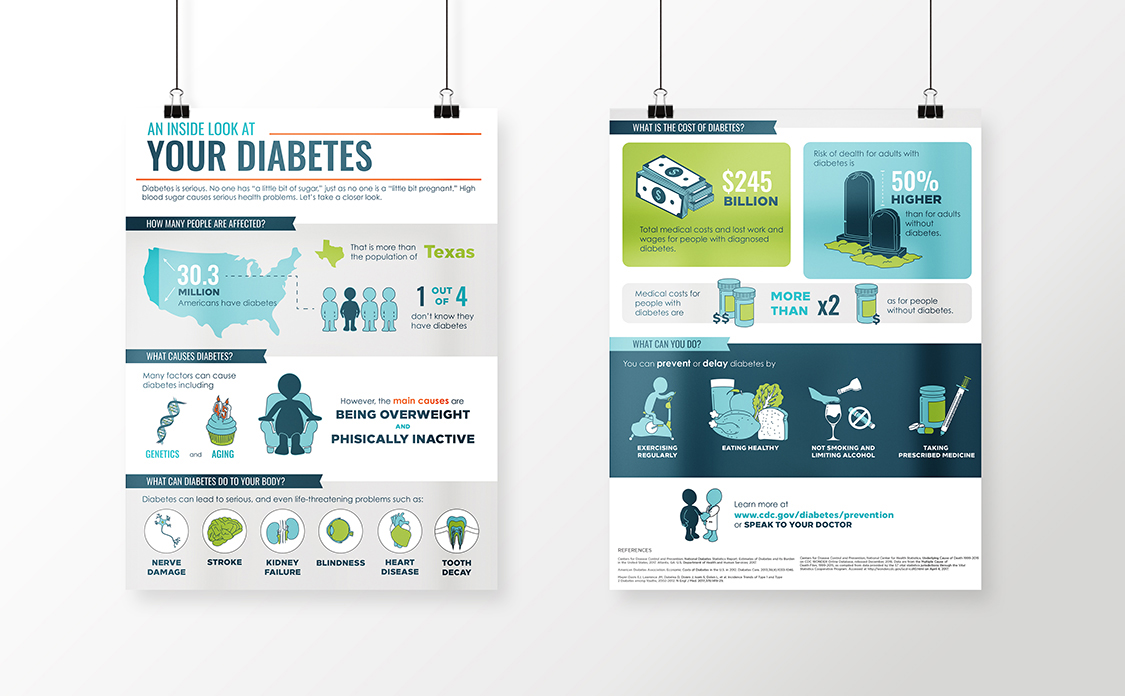 AN INSIDE LOOK AT
YOUR DIABETES
Diabetes is serious. No one has "a little bit of sugar," just as no one is a "little bit pregnant." High
blood sugar causes serious health problems. Let's take a closer look.
HOW MANY PEOPLE ARE AFFECTED?
30.3
MILLION
Americans have diabetes
That is more than
the population of
Texas
1 OUT OF 4
don't know they
have diabetes
WHAT CAUSES DIABETES?
Many factors can cause
diabetes including
GENETICS and AGING
However, the main causes are
BEING OVERWEIGHT
AND
PHISICALLY INACTIVE
WHAT CAN DIABETES DO TO YOUR BODY?
Diabetes can lead to serious, and even life-threatening problems such as:
NERVE
DAMAGE
STROKE
KIDNEY
FAILURE
BLINDNESS
HEART
DISEASE
TOOTH
DECAY
WHAT IS THE COST OF DIABETES?
$245
BILLION
Total medical costs and lost work and
wages for people with diagnosed
diabetes.
Risk of dealth for adults with
diabetes is
50%
HIGHER
than for adults
without
diabetes.
Medical costs for
people with
diabetes are
$$
MORE
THAN
x2
$
as for people
without diabetes.
WHAT CAN YOU DO?
You can prevent or delay diabetes by
EXERCISING
REGULARLY
EATING HEALTHY
NOT SMOKING AND
LIMITING ALCOHOL
TAKING
PRESCRIBED MEDICINE
Learn more at
www.cdc.gov/diabetes/prevention
or SPEAK TO YOUR DOCTOR
REFERENCES